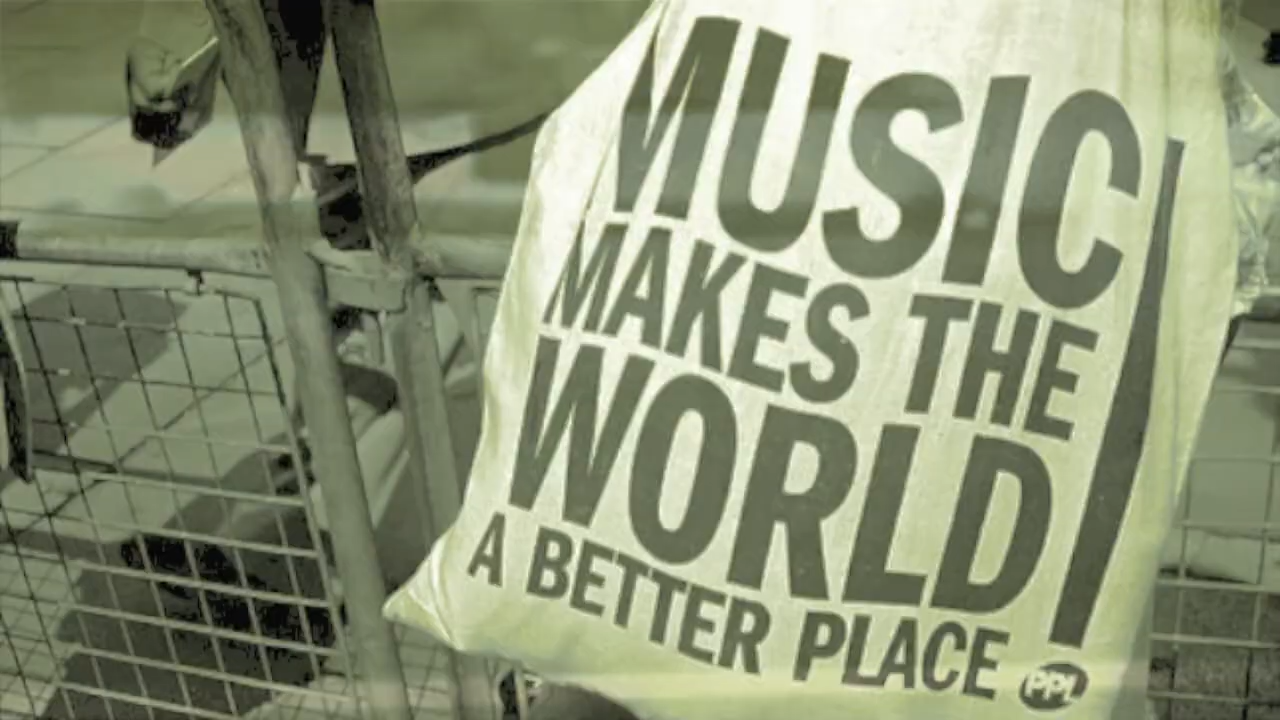 MUSIC
MAKES THE
WORLD!
A BETTER PLACE
PPL